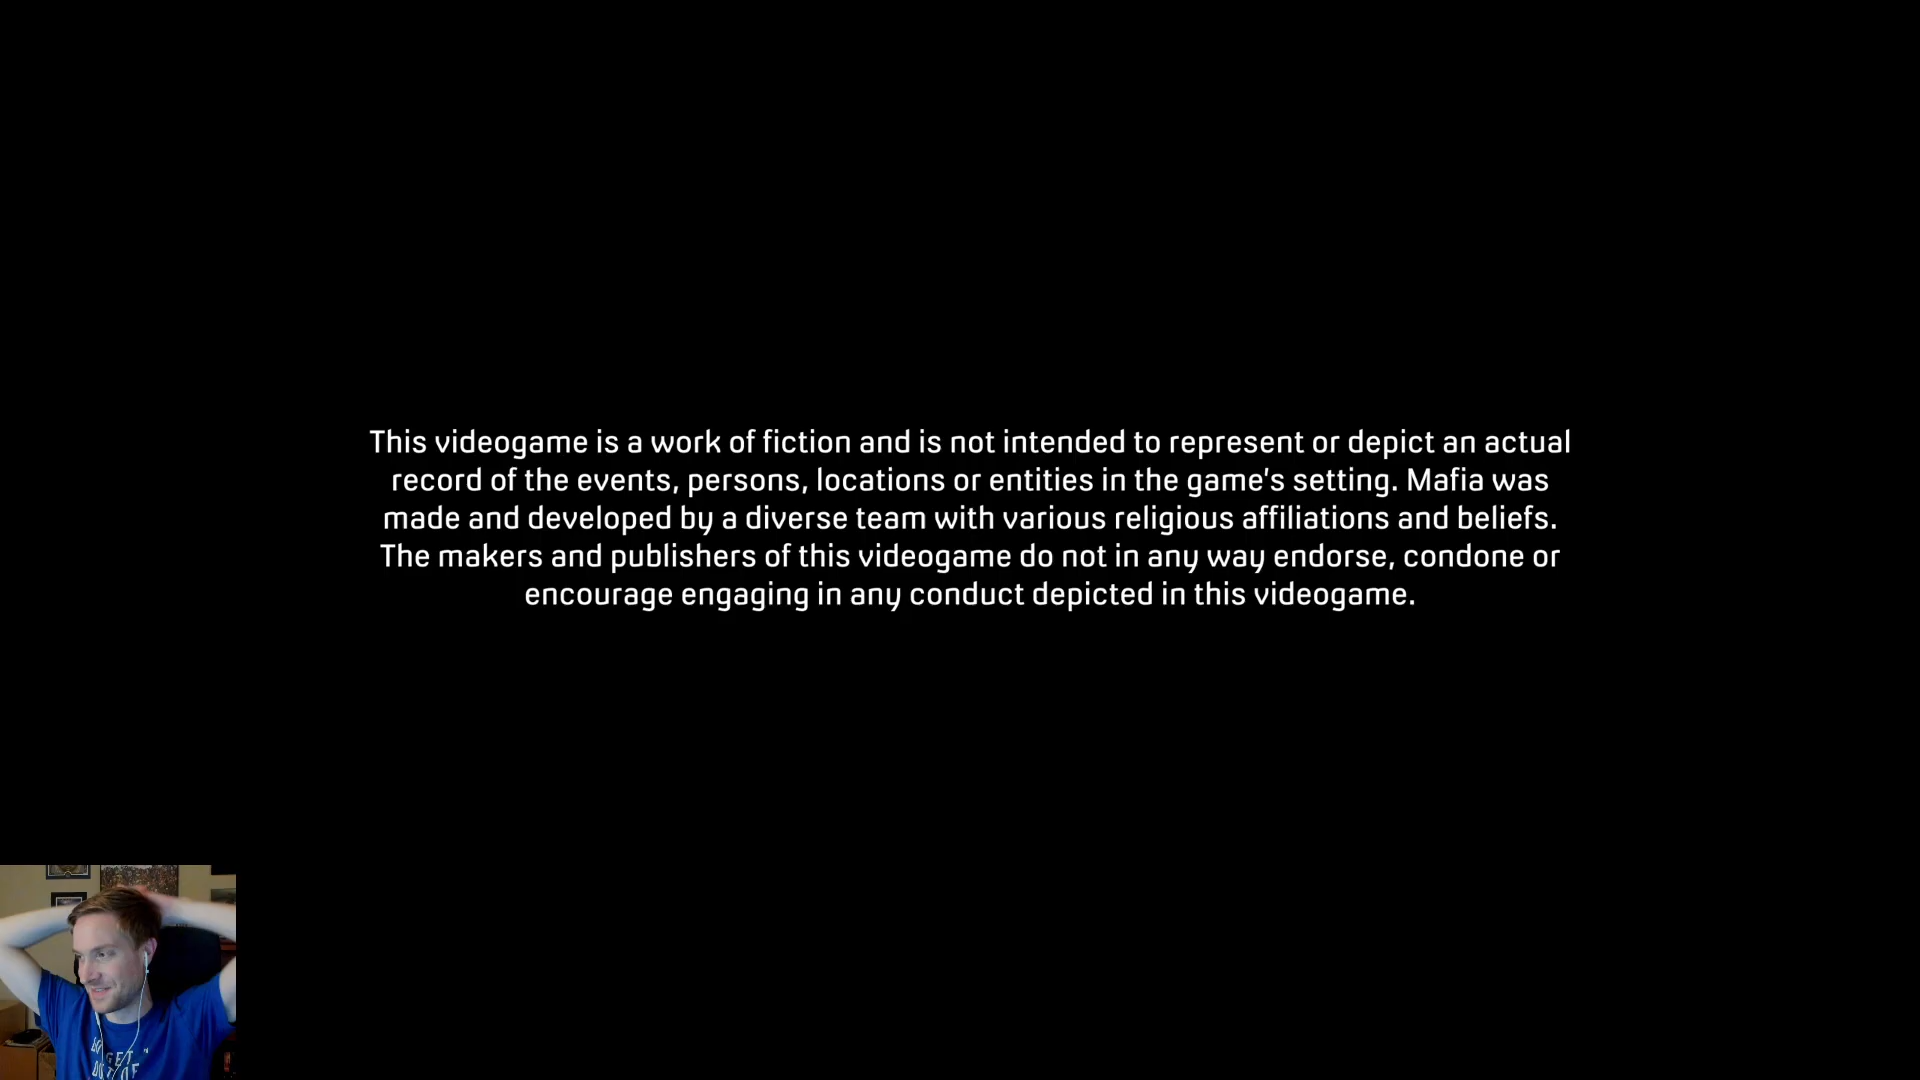 This videogame is a work of fiction and is not intended to represent or depict an actual
record of the events, persons, locations or entities in the game's setting. Mafia was
made and developed by a diverse team with various religious affiliations and beliefs.
The makers and publishers of this videogame do not in any way endorse, condone or
encourage engaging in any conduct depicted in this videogame.